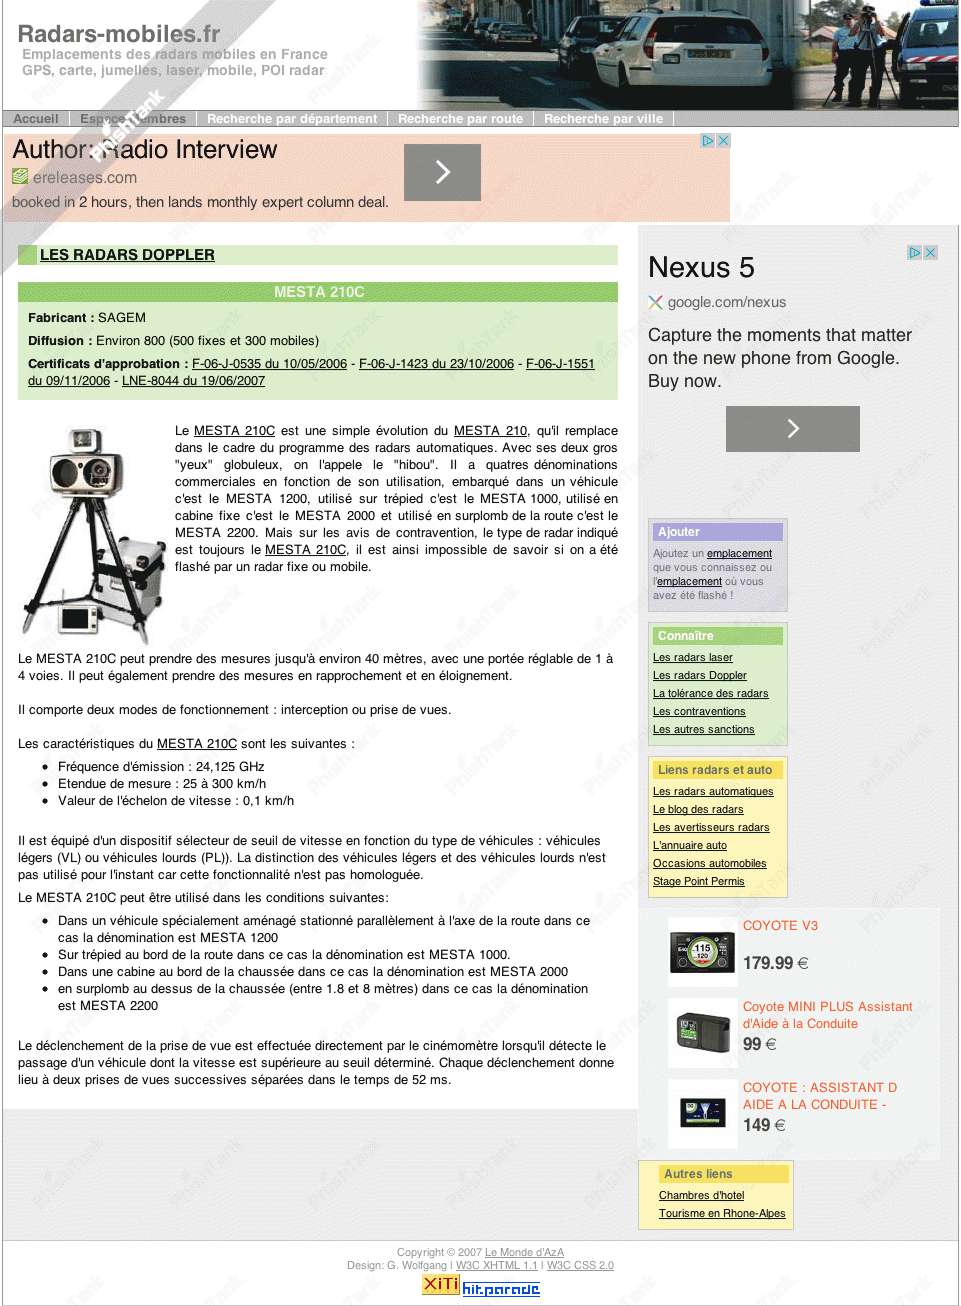 Radars-mobiles.fr
Emplacements des radars mobiles en France
GPS, carte, jumelles, laser, mobile, POI radar
PhishTank
Accueil Espace membres Recherche par département Recherche par route Recherche par ville
Author: Radio Interview
ereleases.com
booked in 2 hours, then lands monthly expert column deal.
LES RADARS DOPPLER
MESTA 210C
Fabricant : SAGEM
Diffusion : Environ 800 (500 fixes et 300 mobiles)
Certificats d'approbation : F-06-J-0535 du 10/05/2006 - F-06-J-1423 du 23/10/2006 - F-06-J-1551
du 09/11/2006 - LNE-8044 du 19/06/2007
Le MESTA 210C est une simple évolution du MESTA 210, qu'il remplace
dans le cadre du programme des radars automatiques. Avec ses deux gros
"yeux" globuleux, on l'appele le "hibou". Il a quatres dénominations
commerciales en fonction de son utilisation, embarqué dans un véhicule
c'est le MESTA 1200, utilisé sur trépied c'est le MESTA 1000, utilisé en
cabine fixe c'est le MESTA 2000 et utilisé en surplomb de la route c'est le
MESTA 2200. Mais sur les avis de contravention, le type de radar indiqué
est toujours le MESTA 210C, il est ainsi impossible de savoir si on a été
flashé par un radar fixe ou mobile.
Le MESTA 210C peut prendre des mesures jusqu'à environ 40 mètres, avec une portée réglable de 1 à
4 voies. Il peut également prendre des mesures en rapprochement et en éloignement.
Il comporte deux modes de fonctionnement : interception ou prise de vues.
Les caractéristiques du MESTA 210C sont les suivantes :
Fréquence d'émission : 24,125 GHz
Etendue de mesure : 25 à 300 km/h
Valeur de l'échelon de vitesse : 0,1 km/h
Il est équipé d'un dispositif sélecteur de seuil de vitesse en fonction du type de véhicules : véhicules
légers (VL) ou véhicules lourds (PL)). La distinction des véhicules légers et des véhicules lourds n'est
pas utilisé pour l'instant car cette fonctionnalité n'est pas homologuée.
Le MESTA 210C peut être utilisé dans les conditions suivantes:
Dans un véhicule spécialement aménagé stationné parallèlement à l'axe de la route dans ce
cas la dénomination est MESTA 1200
Sur trépied au bord de la route dans ce cas la dénomination est MESTA 1000.
Dans une cabine au bord de la chaussée dans ce cas la dénomination est MESTA 2000
en surplomb au dessus de la chaussée (entre 1.8 et 8 mètres) dans ce cas la dénomination
est MESTA 2200
Le déclenchement de la prise de vue est effectuée directement par le cinémomètre lorsqu'il détecte le
passage d'un véhicule dont la vitesse est supérieure au seuil déterminé. Chaque déclenchement donne
lieu à deux prises de vues successives séparées dans le temps de 52 ms.
Nexus 5
google.com/nexus
Capture the moments that matter
on the new phone from Google.
Buy now.
Ajouter
Ajoutez un emplacement
que vous connaissez ou
l'emplacement où vous
avez été flashé !
Connaître
Les radars laser
Les radars Doppler
La tolérance des radars
Les contraventions
Les autres sanctions
Liens radars et auto
Les radars automatiques
Le blog des radars
Les avertisseurs radars
L'annuaire auto
Occasions automobiles
Stage Point Permis
COYOTE V3
179.99 €
Coyote MINI PLUS Assistant
d'Aide à la Conduite
99 €
COYOTE : ASSISTANT D
AIDE A LA CONDUITE -
149 €
Autres liens
Chambres d'hotel
Tourisme en Rhone-Alpes
Copyright © 2007 Le Monde d'AzA
Design: G. Wolfgang | W3C XHTML 1.1 | W3C CSS 2.0
XiTi hit.parade